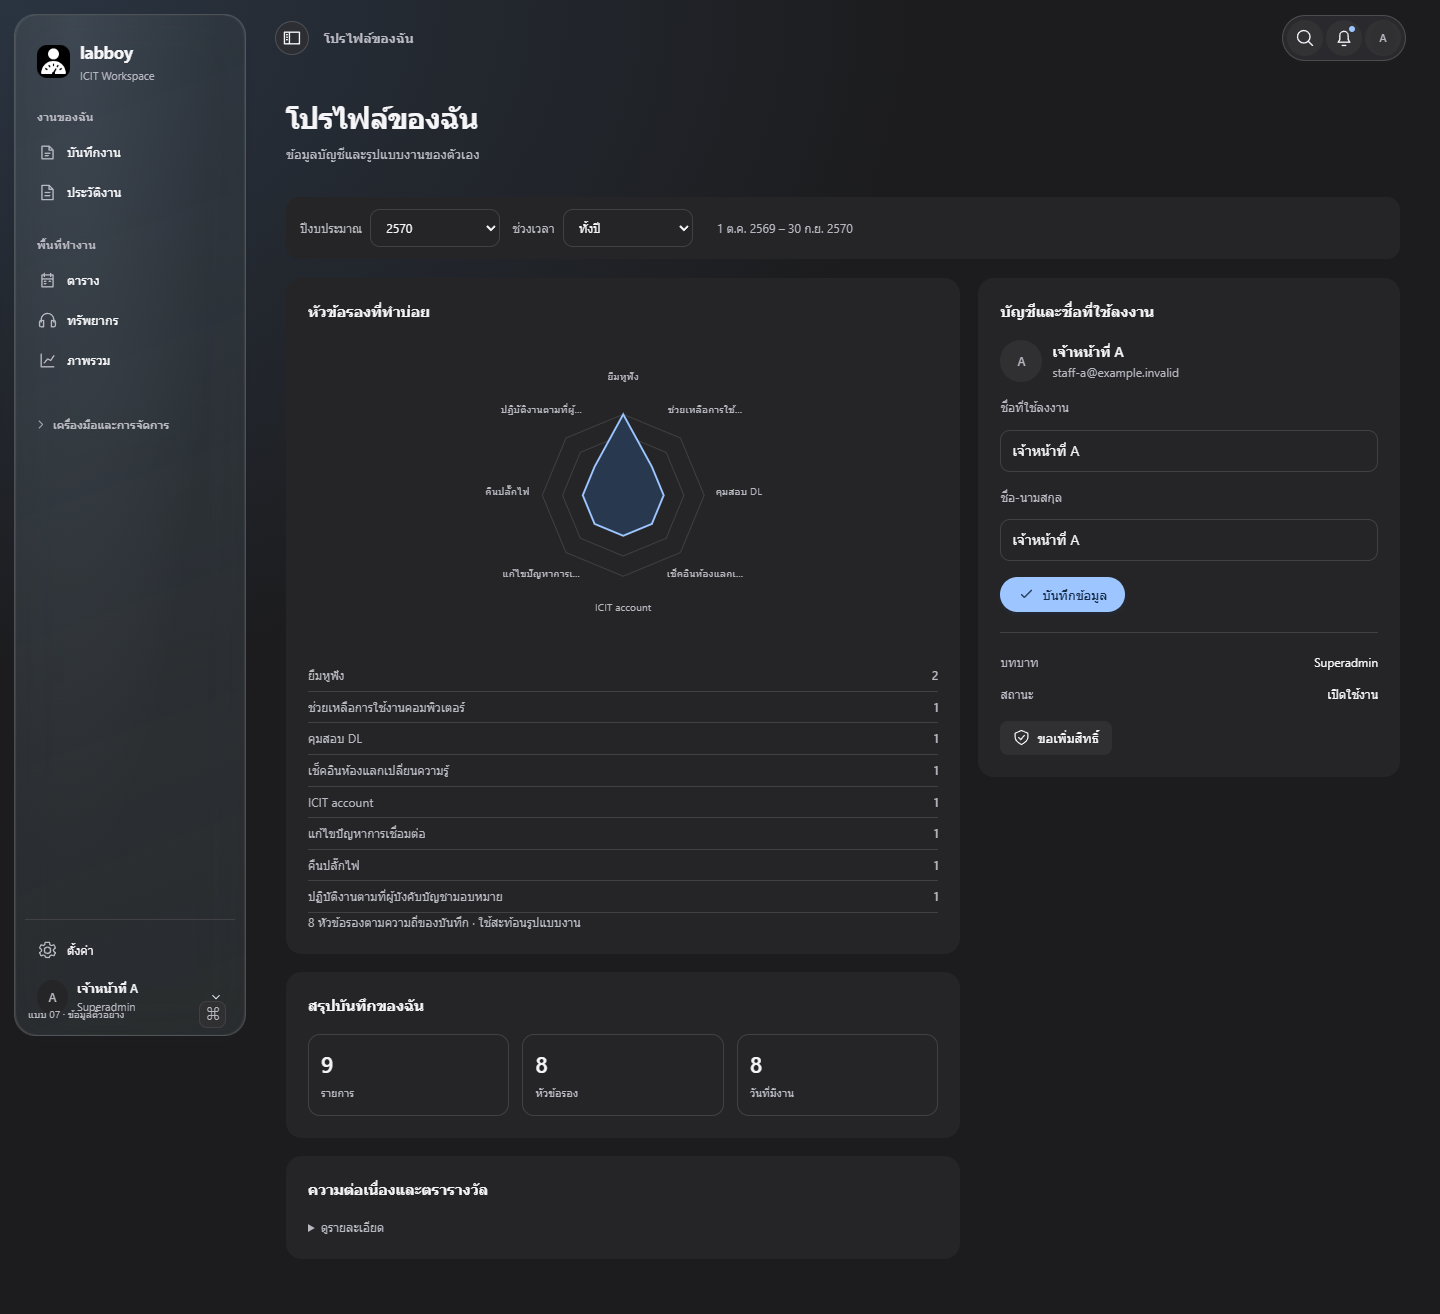 labboy
ICIT Workspace
งานของฉัน
บันทึกงาน
ประวัติงาน
พื้นที่ทำงาน
ตาราง
ทรัพยากร
ภาพรวม
เครื่องมือและการจัดการ
ตั้งค่า
A
เจ้าหน้าที่ A
Superadmin
แบบ 07 · ข้อมูลตัวอย่าง
โปรไฟล์ของฉัน
A
โปรไฟล์ของฉัน
ข้อมูลบัญชีและรูปแบบงานของตัวเอง
ปีงบประมาณ 2570 ช่วงเวลา ทั้งปี 1 ต.ค. 2569 – 30 ก.ย. 2570
หัวข้อรองที่ทำบ่อย
ยืมหูฟัง
ปฏิบัติงานตามที่ผู้... ช่วยเหลือการใช้...
คืนปลั๊กไฟ คุมสอบ DL
แก้ไขปัญหาการเ... เช็คอินห้องแลกเ...
ICIT account
ยืมหูฟัง 2
ช่วยเหลือการใช้งานคอมพิวเตอร์ 1
คุมสอบ DL 1
เช็คอินห้องแลกเปลี่ยนความรู้ 1
ICIT account 1
แก้ไขปัญหาการเชื่อมต่อ 1
คืนปลั๊กไฟ 1
ปฏิบัติงานตามที่ผู้บังคับบัญชามอบหมาย 1
8 หัวข้อรองตามความถี่ของบันทึก · ใช้สะท้อนรูปแบบงาน
สรุปบันทึกของฉัน
9 8 8
รายการ หัวข้อรอง วันที่มีงาน
ความต่อเนื่องและตรารางวัล
ดูรายละเอียด
บัญชีและชื่อที่ใช้ลงงาน
A
เจ้าหน้าที่ A
staff-a@example.invalid
ชื่อที่ใช้ลงงาน
เจ้าหน้าที่ A
ชื่อ-นามสกุล
เจ้าหน้าที่ A
บันทึกข้อมูล
บทบาท Superadmin
สถานะ เปิดใช้งาน
ขอเพิ่มสิทธิ์